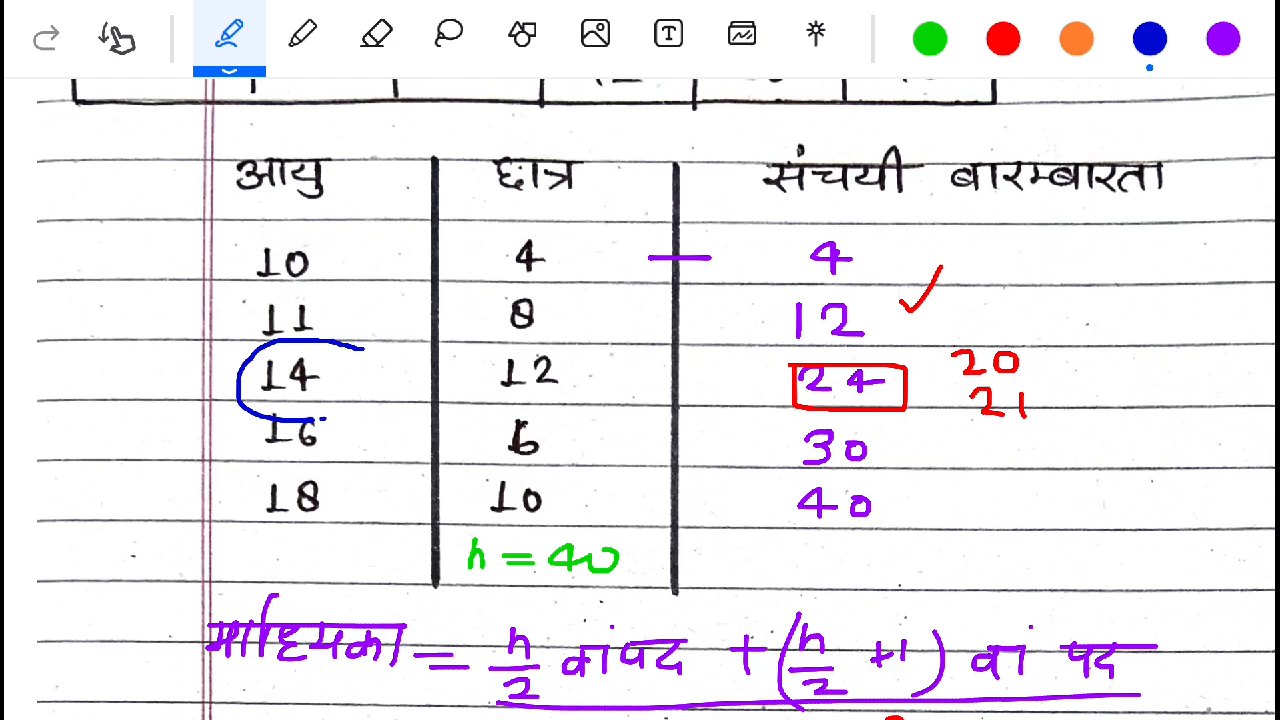 आयु छात्र संचयी बारम्बारता
10 4 4
11 8 12
14 12 24 20
21
16 6 30
18 10 40
n = 40
माध्यिका = n/2 वां पद + (n/2 +1) वां पद